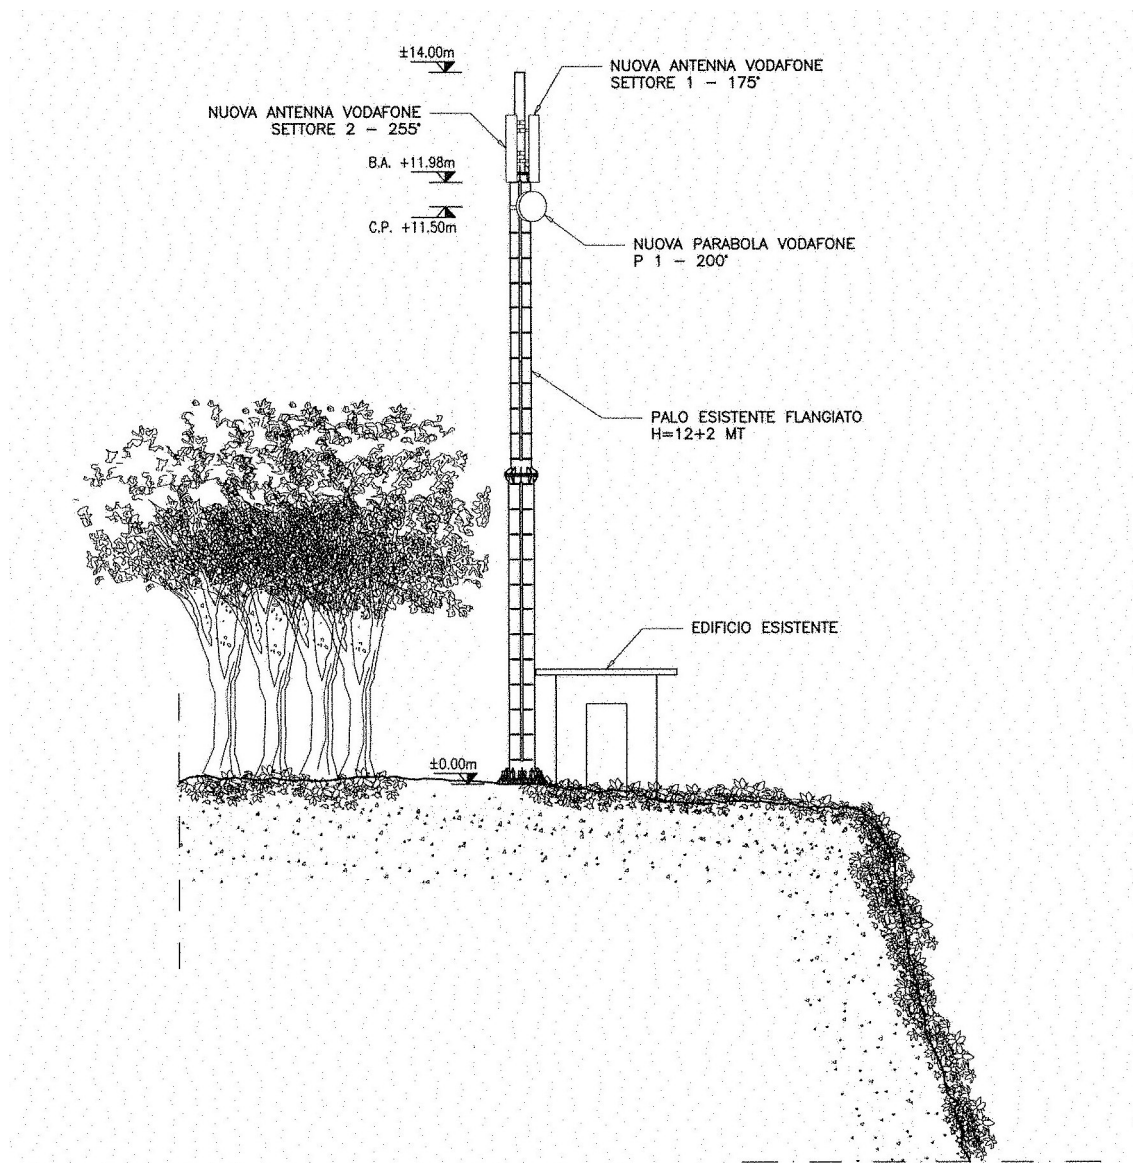 ±14.00m
NUOVA ANTENNA VODAFONE
SETTORE 1 - 175°
NUOVA ANTENNA VODAFONE
SETTORE 2 - 255°
B.A. +11.98m
C.P. +11.50m
NUOVA PARABOLA VODAFONE
P 1 - 200°
PALO ESISTENTE FLANGIATO
H=12+2 MT
EDIFICIO ESISTENTE
±0.00m